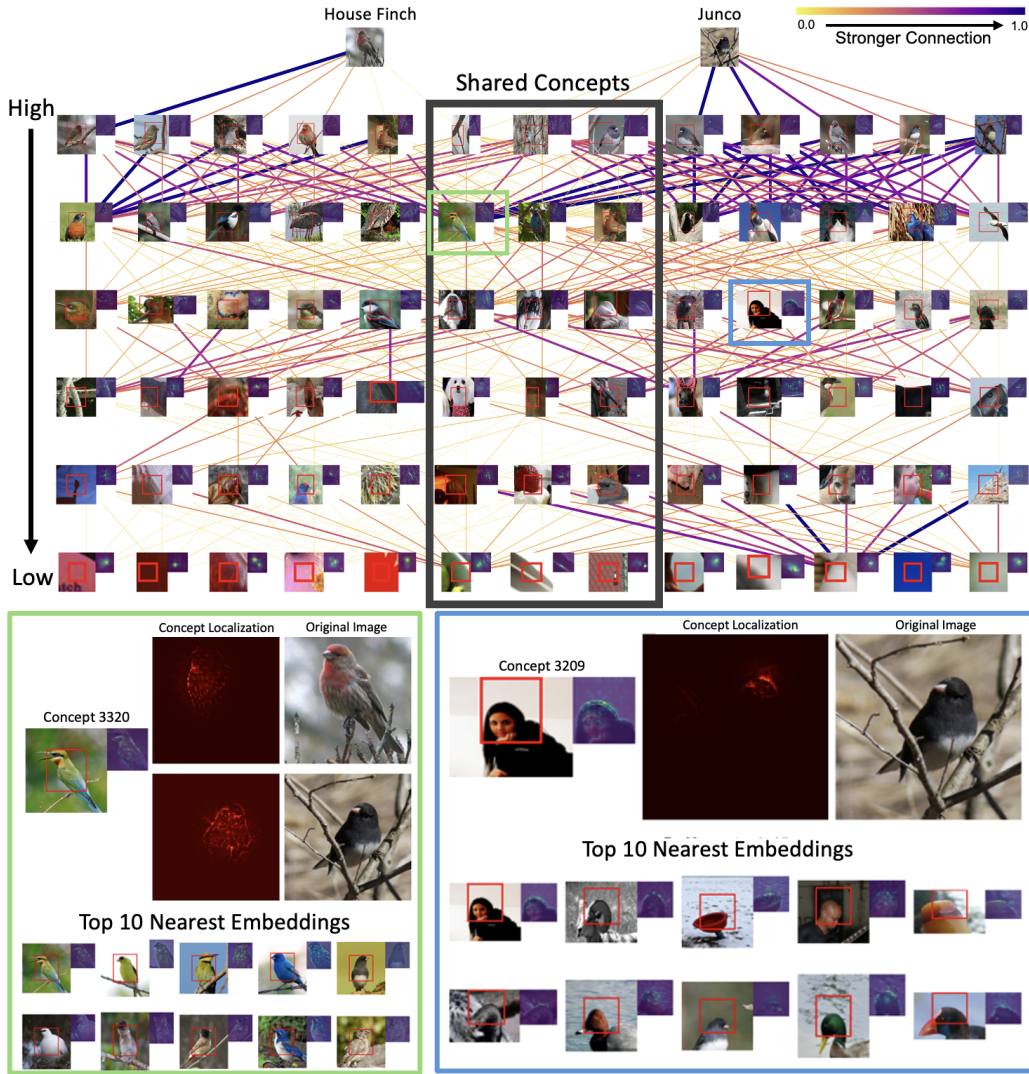 House Finch
Junco
0.0
1.0
Stronger Connection
Shared Concepts
High
Low
Concept Localization
Original Image
Concept 3320
Top 10 Nearest Embeddings
Concept Localization
Original Image
Concept 3209
Top 10 Nearest Embeddings